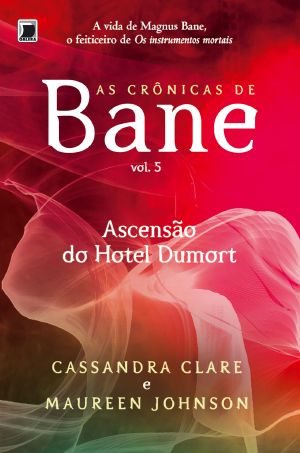 GALERA
A vida de Magnus Bane,
o feiticeiro de Os instrumentos mortais
AS CRÔNICAS DE
Bane
vol. 5
Ascensão
do Hotel Dumort
CASSANDRA CLARE
e
MAUREEN JOHNSON